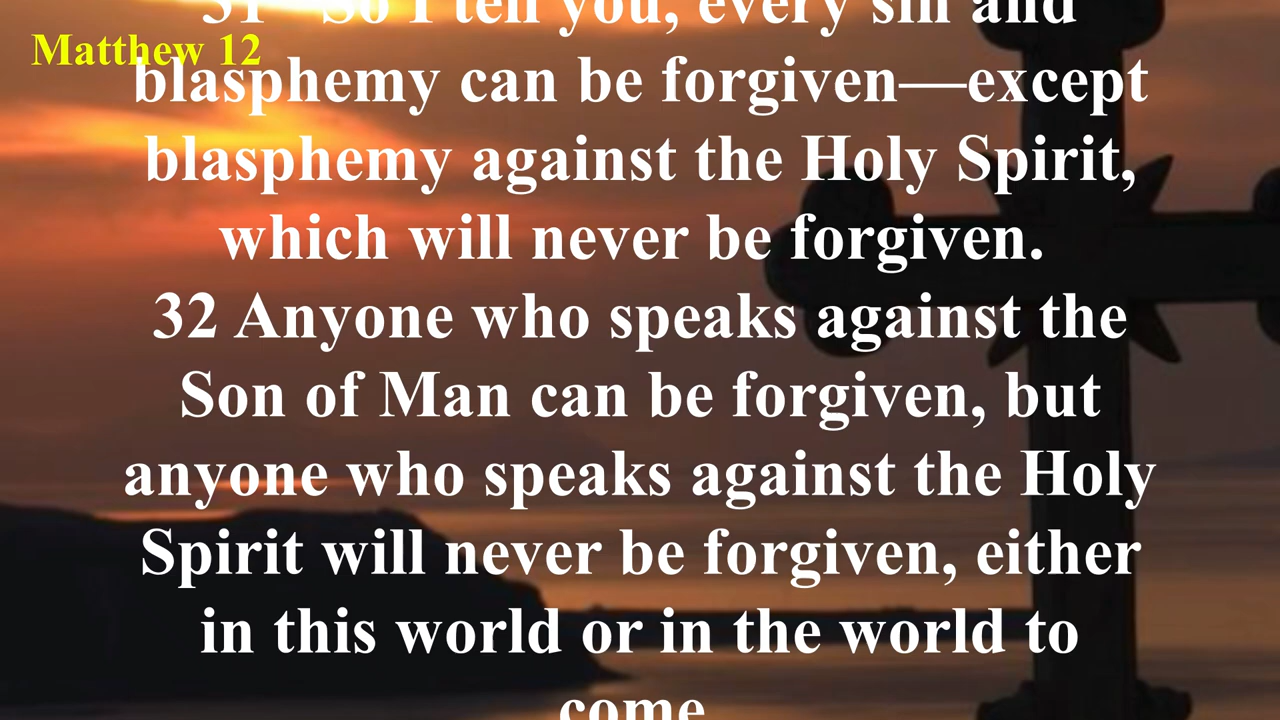 31 "So I tell you, every sin and
Matthew 12
blasphemy can be forgiven—except
blasphemy against the Holy Spirit,
which will never be forgiven.
32 Anyone who speaks against the
Son of Man can be forgiven, but
anyone who speaks against the Holy
Spirit will never be forgiven, either
in this world or in the world to
come